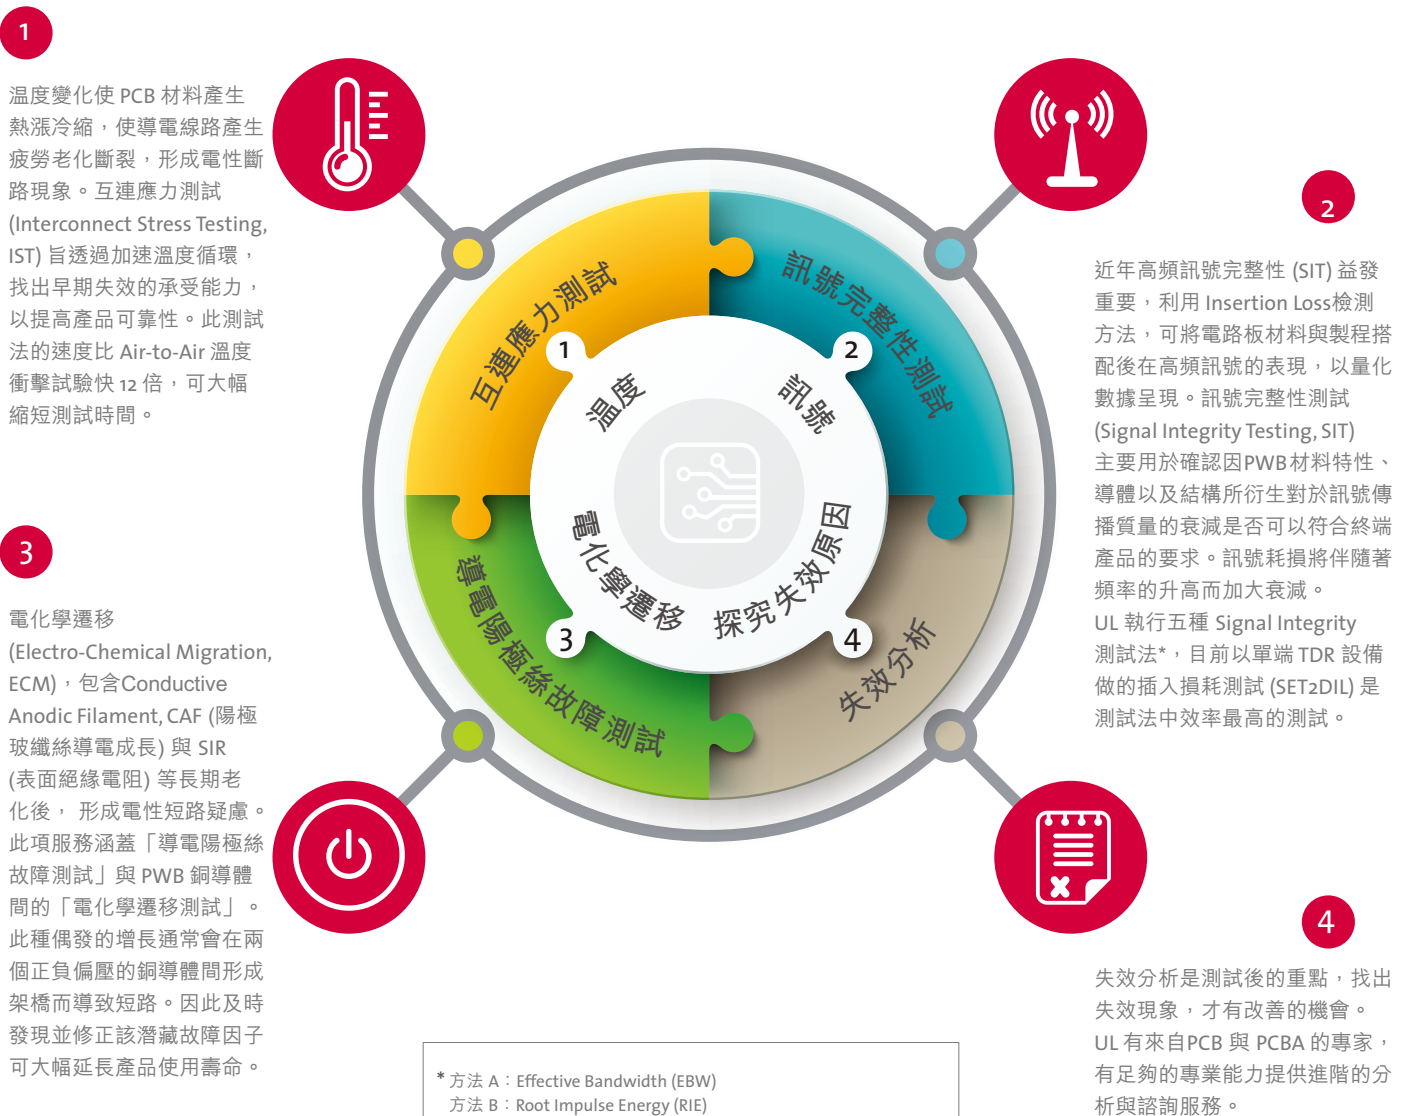 1
温度變化使 PCB 材料產生
熱漲冷縮，使導電線路產生
疲勞老化斷裂，形成電性斷
路現象。互連應力測試
(Interconnect Stress Testing,
IST) 旨透過加速溫度循環，
找出早期失效的承受能力，
以提高產品可靠性。此測試
法的速度比 Air-to-Air 溫度
衝擊試驗快 12 倍，可大幅
縮短測試時間。
2
近年高頻訊號完整性 (SIT) 益發
重要，利用 Insertion Loss檢測
方法，可將電路板材料與製程搭
配後在高頻訊號的表現，以量化
數據呈現。訊號完整性測試
(Signal Integrity Testing, SIT)
主要用於確認因PWB材料特性、
導體以及結構所衍生對於訊號傳
播質量的衰減是否可以符合終端
產品的要求。訊號耗損將伴隨著
頻率的升高而加大衰減。
UL 執行五種 Signal Integrity
測試法*，目前以單端 TDR 設備
做的插入損耗測試 (SET2DIL) 是
測試法中效率最高的測試。
3
電化學遷移
(Electro-Chemical Migration,
ECM)，包含Conductive
Anodic Filament, CAF (陽極
玻纖絲導電成長) 與 SIR
(表面絕緣電阻) 等長期老
化後， 形成電性短路疑慮。
此項服務涵蓋「導電陽極絲
故障測試」與 PWB 銅導體
間的「電化學遷移測試」。
此種偶發的增長通常會在兩
個正負偏壓的銅導體間形成
架橋而導致短路。因此及時
發現並修正該潛藏故障因子
可大幅延長產品使用壽命。
4
失效分析是測試後的重點，找出
失效現象，才有改善的機會。
UL 有來自PCB 與 PCBA 的專家，
有足夠的專業能力提供進階的分
析與諮詢服務。
互連應力測試
1
温度
訊號完整性測試
2
訊號
導電陽極絲故障測試
3
電化學遷移
失效分析
4
探究失效原因
* 方法 A：Effective Bandwidth (EBW)
方法 B：Root Impulse Energy (RIE)